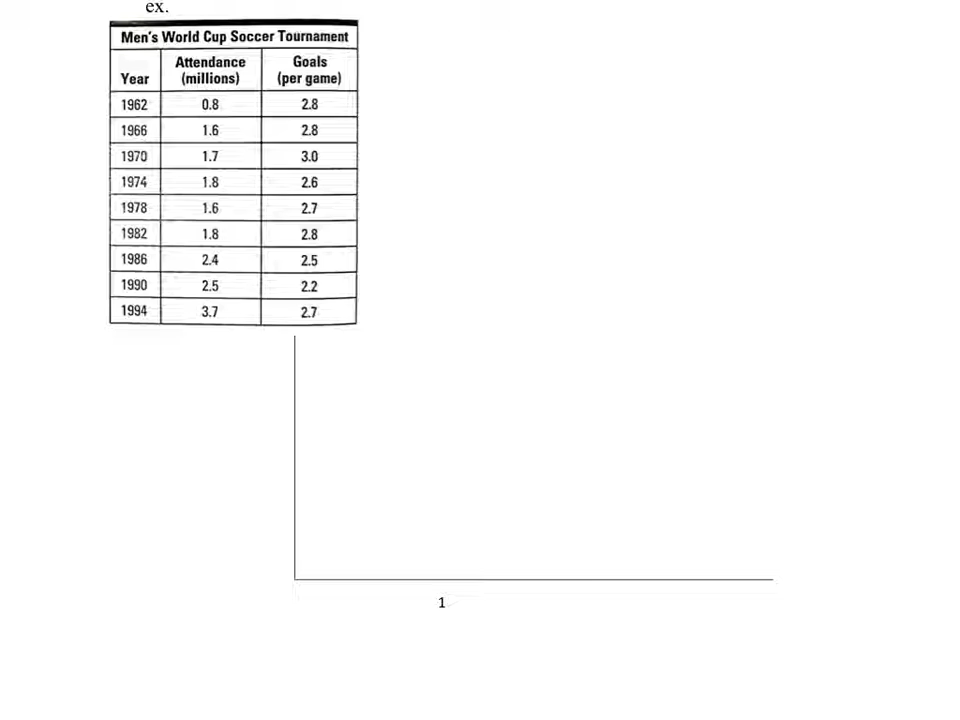 ex.
Men's World Cup Soccer Tournament
Year Attendance (millions) Goals (per game)
1962 0.8 2.8
1966 1.6 2.8
1970 1.7 3.0
1974 1.8 2.6
1978 1.6 2.7
1982 1.8 2.8
1986 2.4 2.5
1990 2.5 2.2
1994 3.7 2.7
1